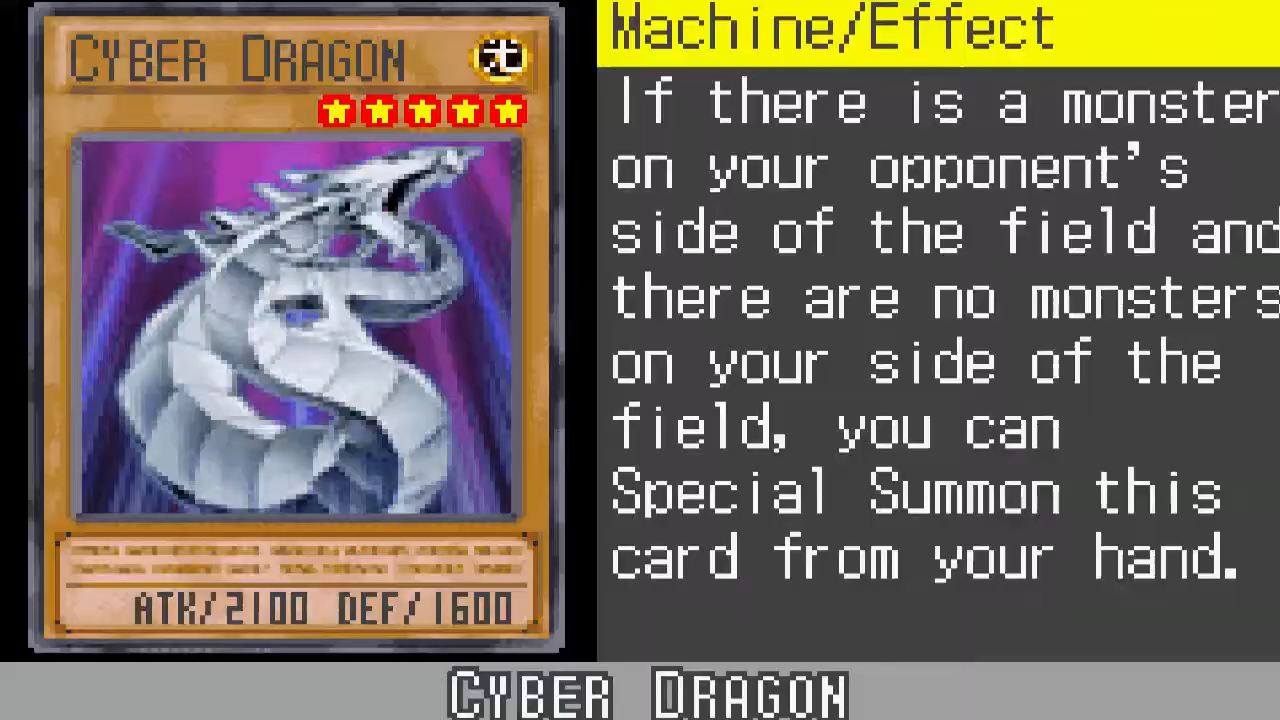 CYBER DRAGON
ATK/2100 DEF/1600
Machine/Effect
If there is a monster
on your opponent's
side of the field and
there are no monsters
on your side of the
field, you can
Special Summon this
card from your hand.
CYBER DRAGON